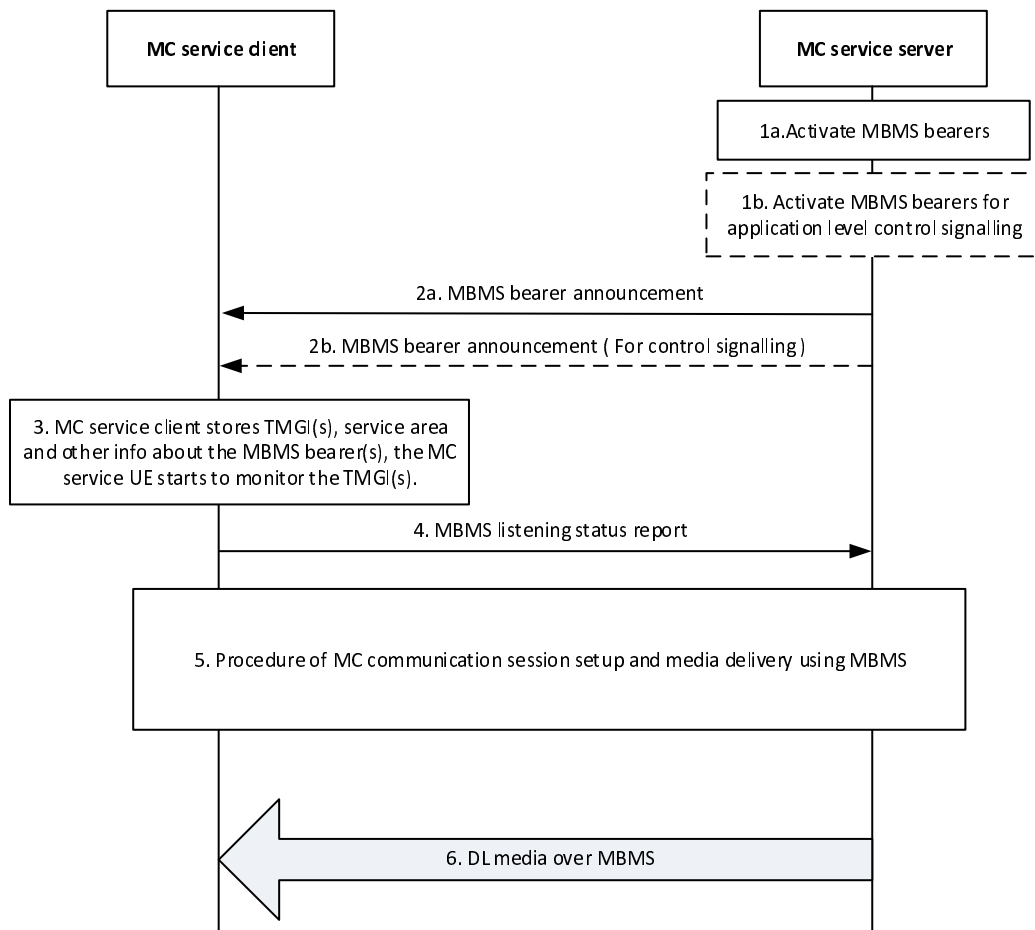 MC service client
MC service server
1a.Activate MBMS bearers
1b. Activate MBMS bearers for
application level control signalling
2a. MBMS bearer announcement
2b. MBMS bearer announcement ( For control signalling )
3. MC service client stores TMGI(s), service area
and other info about the MBMS bearer(s), the MC
service UE starts to monitor the TMGI(s).
4. MBMS listening status report
5. Procedure of MC communication session setup and media delivery using MBMS
6. DL media over MBMS